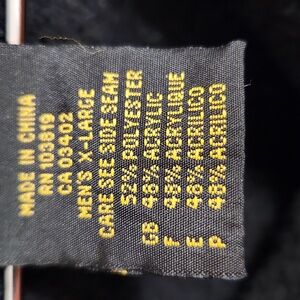 MADE IN CHINA
RN 103819
CA 09402
MEN'S X-LARGE
CARE SEE SIDE SEAM
52% POLYESTER
GB 48% ACRYLIC
F 48% ACRYLIQUE
E 48% ACRILICO
P 48% ACRILICO